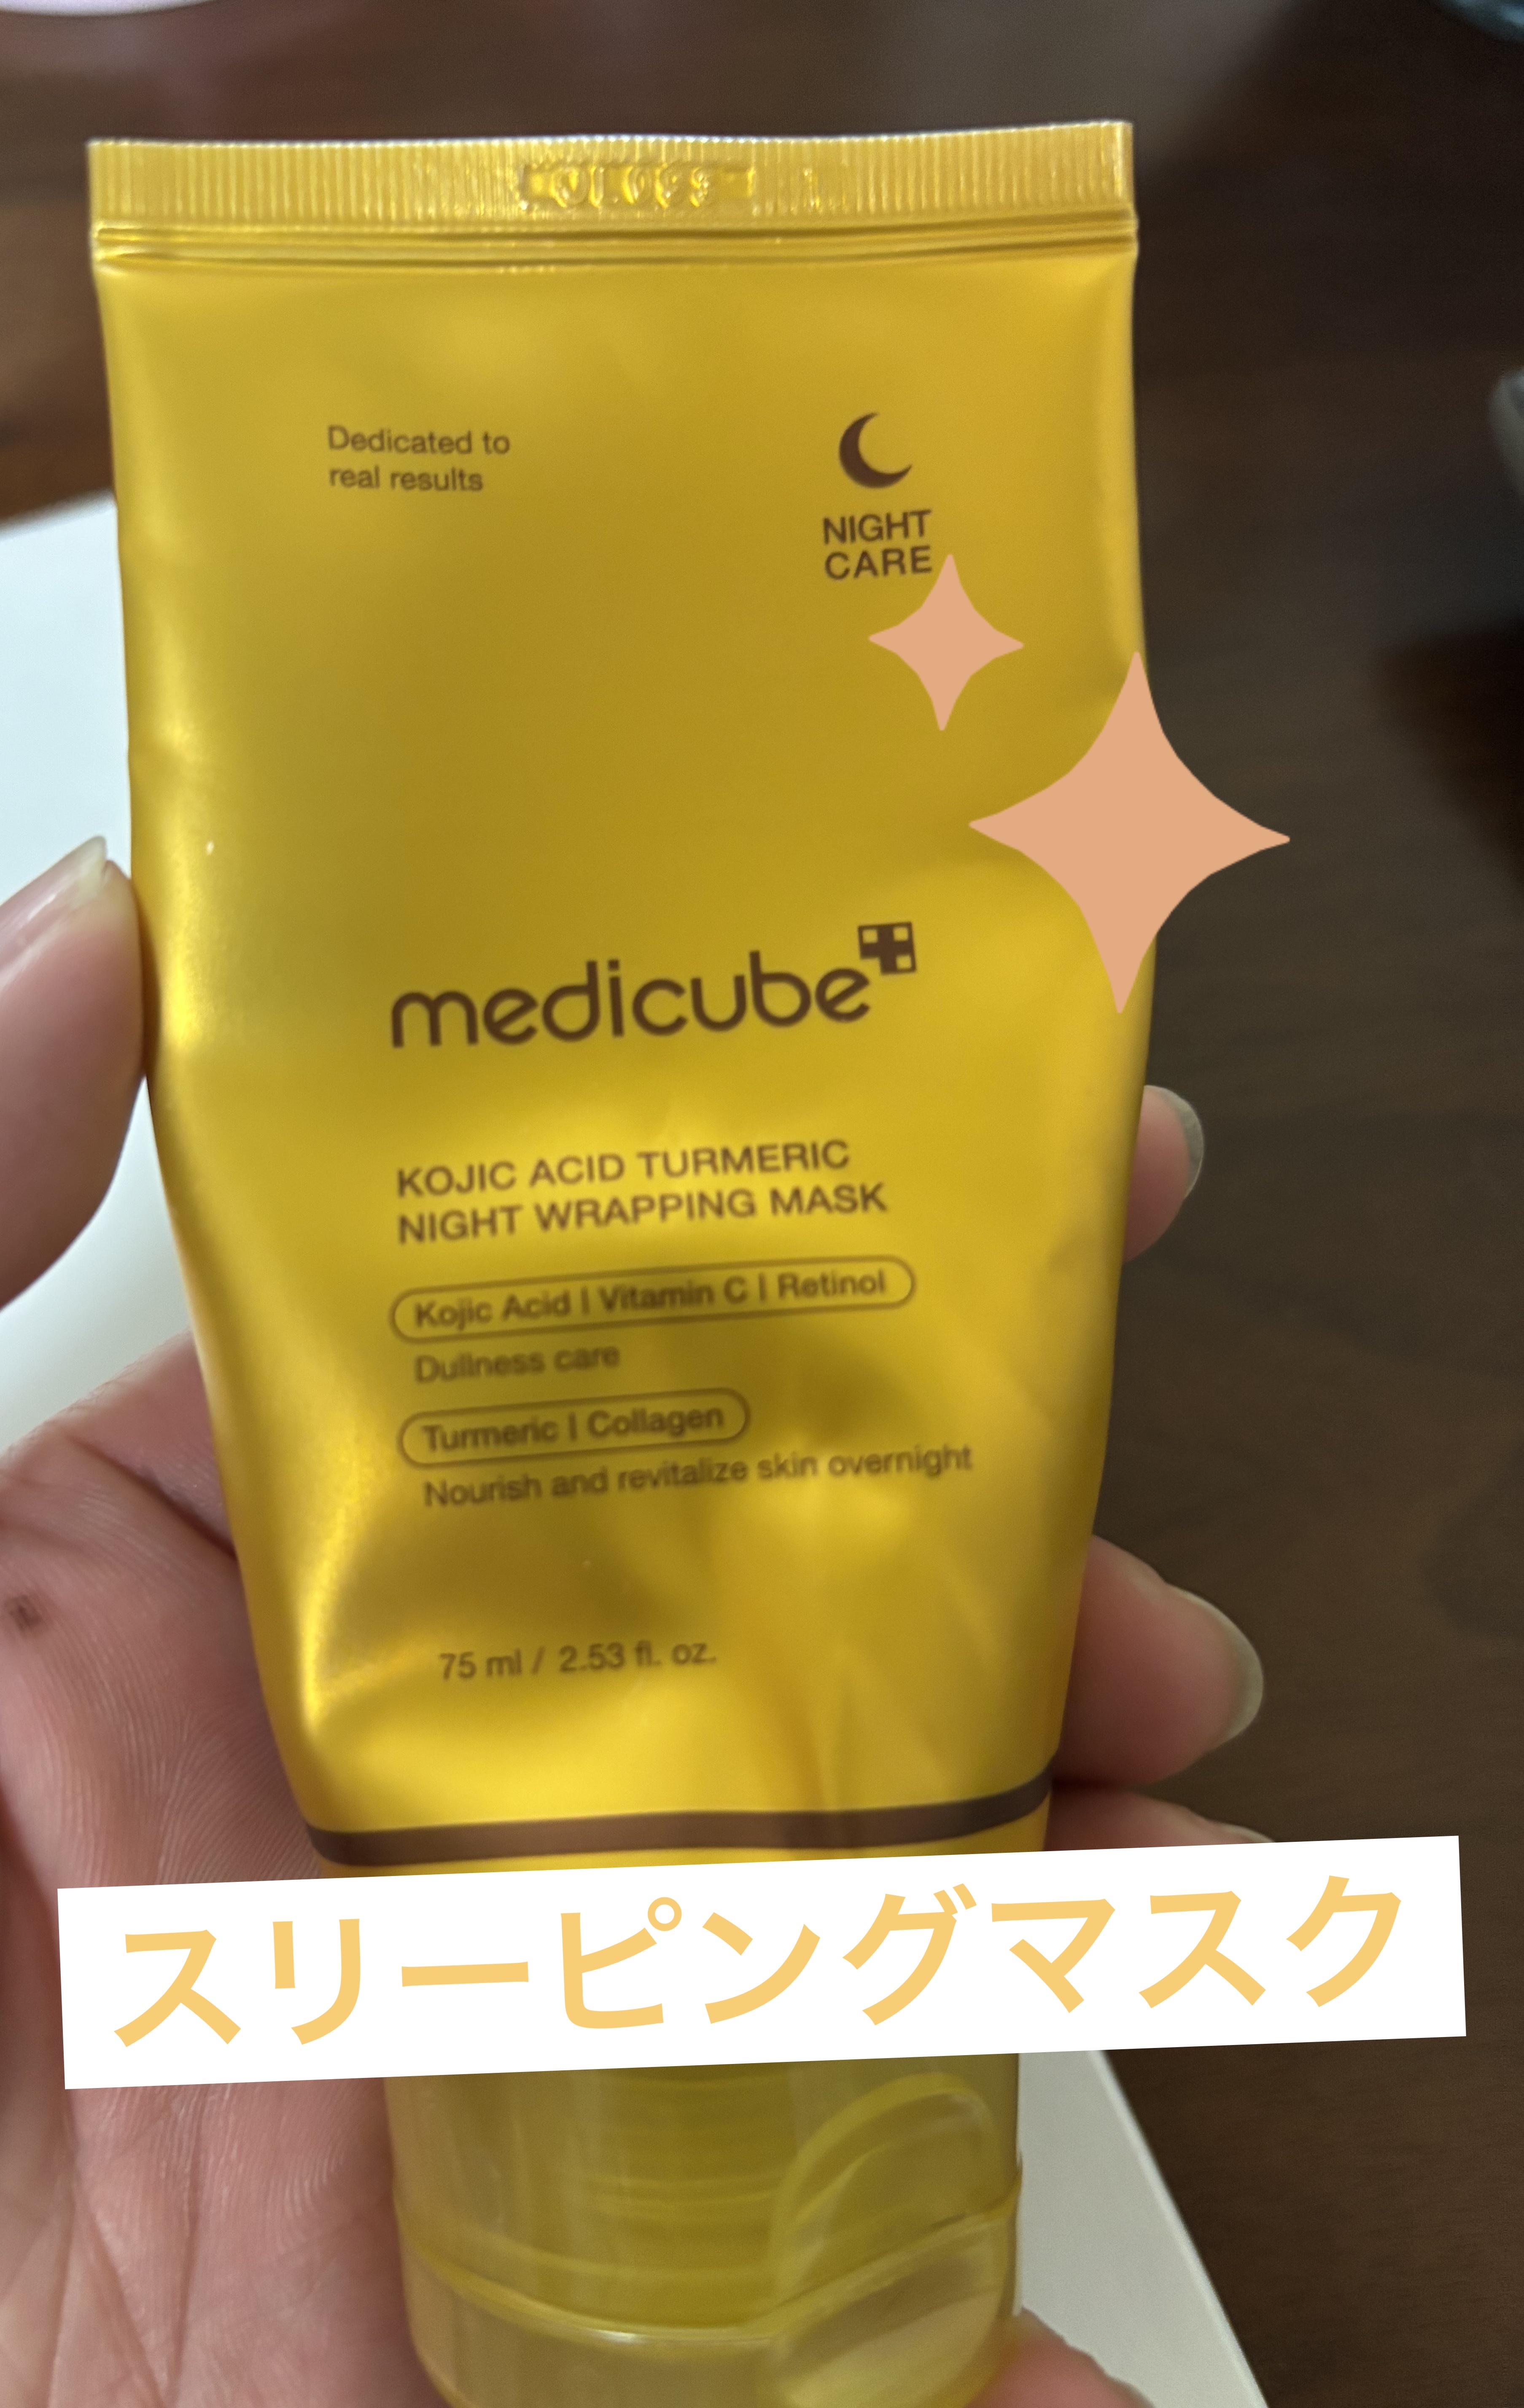 Dedicated to
real results
NIGHT
CARE
medicube
KOJIC ACID TURMERIC
NIGHT WRAPPING MASK
Kojic Acid | Vitamin C | Retinol
Dullness care
Turmeric | Collagen
Nourish and revitalize skin overnight
75 ml / 2.53 fl. oz.
スリーピングマスク